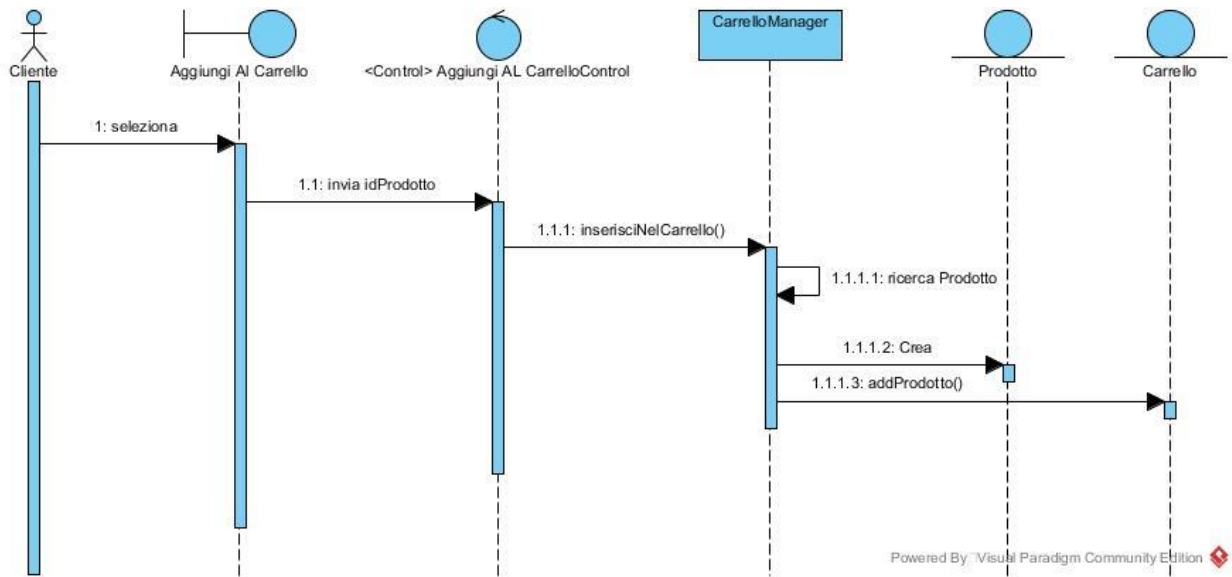 CarrelloManager
Cliente
Aggiungi Al Carrello
<Control> Aggiungi AL CarrelloControl
Prodotto
Carrello
1: seleziona
1.1: invia idProdotto
1.1.1: inserisciNelCarrello()
1.1.1.1: ricerca Prodotto
1.1.1.2: Crea
1.1.1.3: addProdotto()
Powered By Visual Paradigm Community Edition